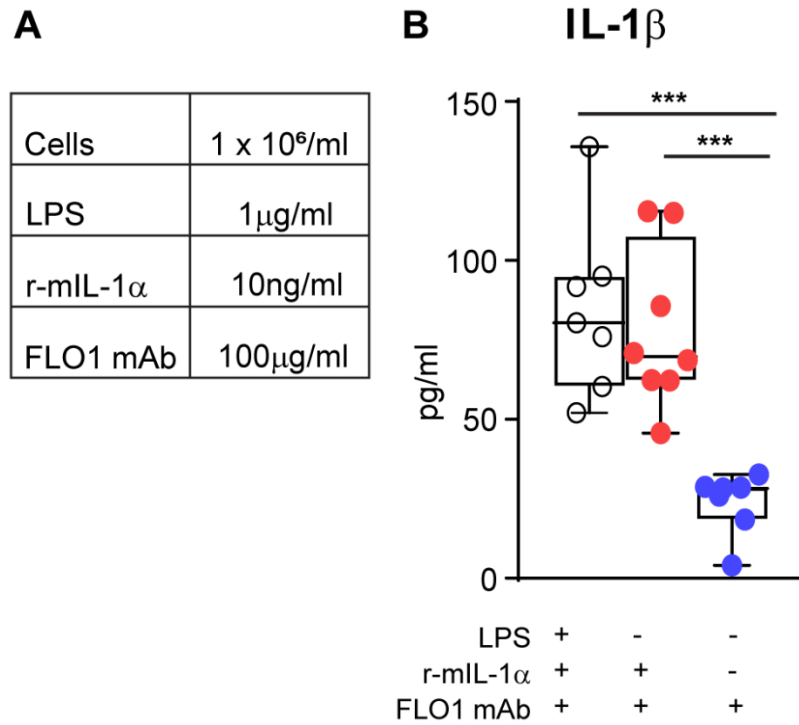 A
Cells 1 x 10⁶/ml
LPS 1μg/ml
r-mIL-1α 10ng/ml
FLO1 mAb 100μg/ml
B IL-1β
***
***
150
100
50
0
pg/ml
LPS + - -
r-mIL-1α + + -
FLO1 mAb + + +